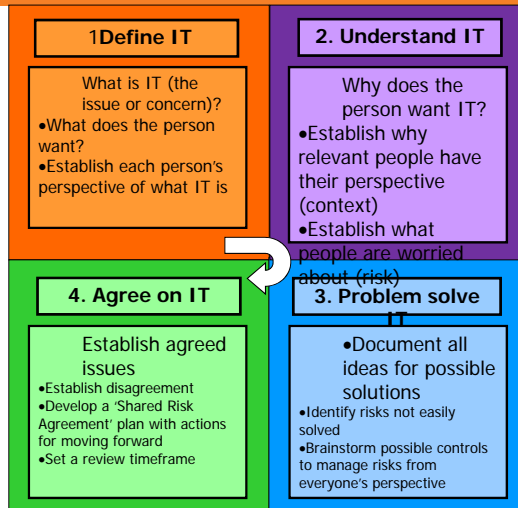 1Define IT
What is IT (the
issue or concern)?
•What does the person
want?
•Establish each person's
perspective of what IT is
2. Understand IT
Why does the
person want IT?
•Establish why
relevant people have
their perspective
(context)
•Establish what
people are worried
about (risk)
3. Problem solve
IT
•Document all
ideas for possible
solutions
•Identify risks not easily
solved
•Brainstorm possible controls
to manage risks from
everyone's perspective
4. Agree on IT
Establish agreed
issues
•Establish disagreement
•Develop a 'Shared Risk
Agreement' plan with actions
for moving forward
•Set a review timeframe